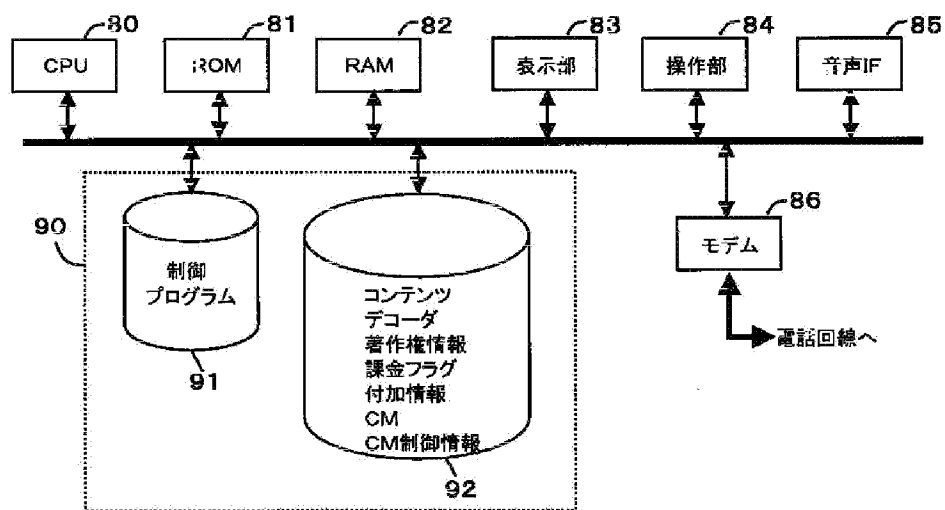 80
81
82
83
84
85
CPU
ROM
RAM
表示部
操作部
音声IF
90
制御
プログラム
91
コンテンツ
デコーダ
著作権情報
課金フラグ
付加情報
CM
CM制御情報
92
86
モデム
電話回線へ